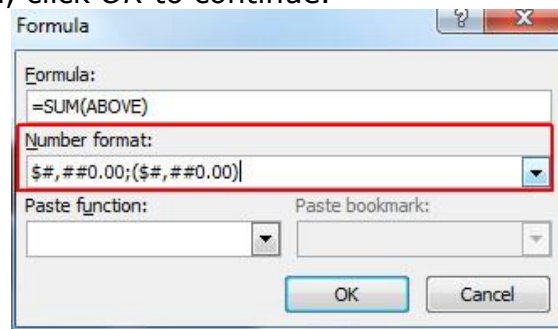 click OK to continue.
Formula
Formula:
=SUM(ABOVE)
Number format:
$#,##0.00;($#,##0.00)
Paste function:
Paste bookmark:
OK
Cancel